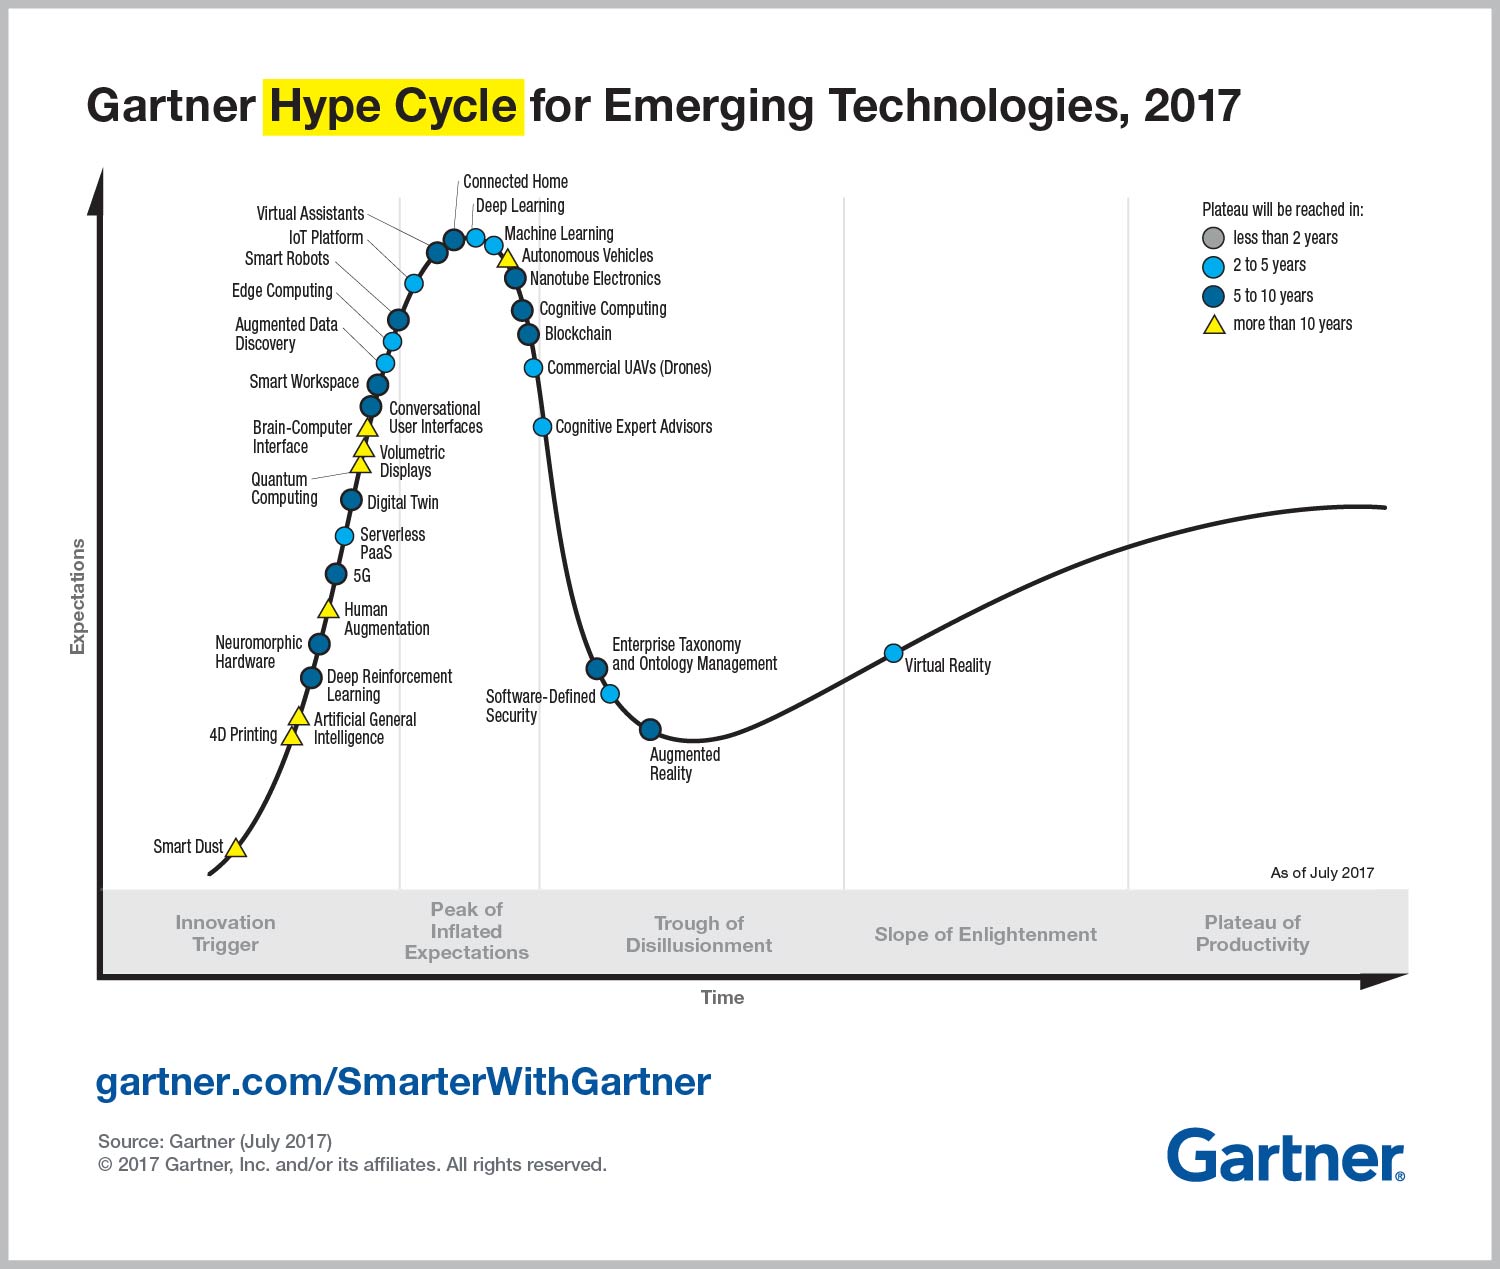 Gartner Hype Cycle for Emerging Technologies, 2017
Connected Home
Deep Learning
Virtual Assistants
IoT Platform
Machine Learning
Smart Robots
Autonomous Vehicles
Nanotube Electronics
Edge Computing
Cognitive Computing
Augmented Data
Discovery
Blockchain
Commercial UAVs (Drones)
Smart Workspace
Conversational
User Interfaces
Brain-Computer
Interface
Cognitive Expert Advisors
Volumetric
Displays
Quantum
Computing
Digital Twin
Serverless
PaaS
5G
Human
Augmentation
Neuromorphic
Hardware
Deep Reinforcement
Learning
Artificial General
Intelligence
4D Printing
Smart Dust
Enterprise Taxonomy
and Ontology Management
Software-Defined
Security
Augmented
Reality
Virtual Reality
Plateau will be reached in:
less than 2 years
2 to 5 years
5 to 10 years
more than 10 years
Expectations
As of July 2017
Innovation
Trigger
Peak of
Inflated
Expectations
Trough of
Disillusionment
Slope of Enlightenment
Plateau of
Productivity
Time
gartner.com/SmarterWithGartner
Source: Gartner (July 2017)
© 2017 Gartner, Inc. and/or its affiliates. All rights reserved.
Gartner®